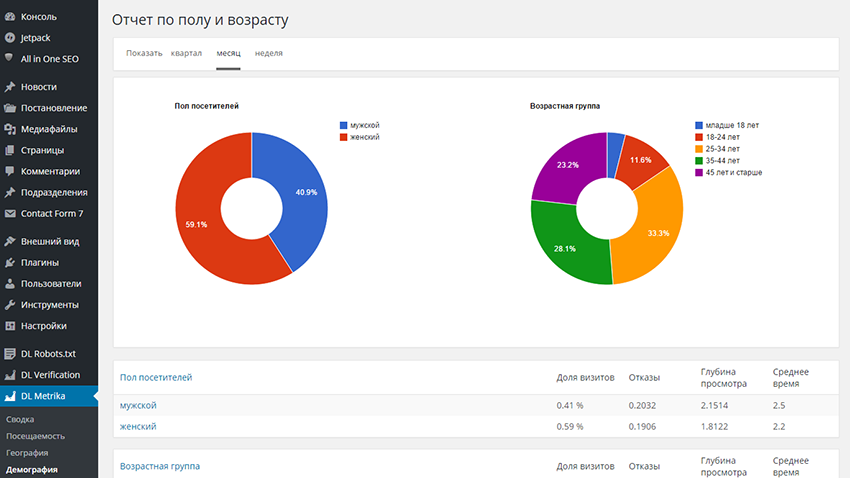 Консоль
Jetpack
All in One SEO
Новости
Постановление
Медиафайлы
Страницы
Комментарии
Подразделения
Contact Form 7
Внешний вид
Плагины
Пользователи
Инструменты
Настройки
DL Robots.txt
DL Verification
DL Metrika
Сводка
Посещаемость
География
Демография
Отчет по полу и возрасту
Показать квартал месяц неделя
Пол посетителей
мужской
женский
40.9%
59.1%
Возрастная группа
младше 18 лет
18-24 лет
25-34 лет
35-44 лет
45 лет и старше
11.6%
23.2%
33.3%
28.1%
Пол посетителей Доля визитов Отказы Глубина просмотра Среднее время
мужской 0.41 % 0.2032 2.1514 2.5
женский 0.59 % 0.1906 1.8122 2.2
Возрастная группа Доля визитов Отказы Глубина просмотра Среднее время